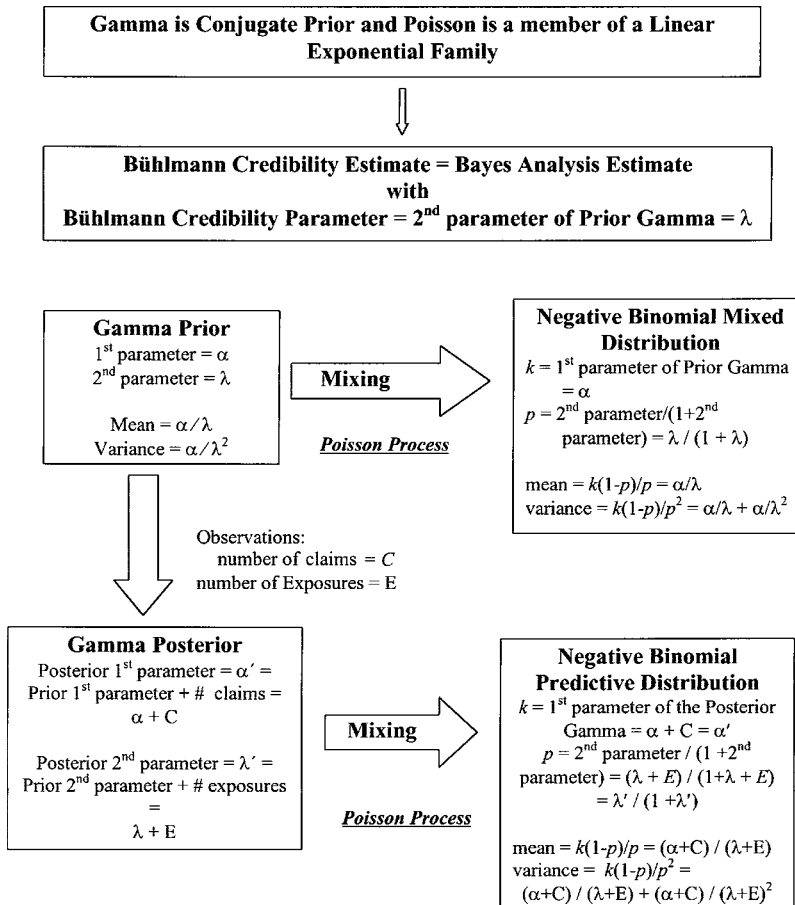 Gamma is Conjugate Prior and Poisson is a member of a Linear
Exponential Family
Bühlmann Credibility Estimate = Bayes Analysis Estimate
with
Bühlmann Credibility Parameter = 2nd parameter of Prior Gamma = λ
Gamma Prior
1st parameter = α
2nd parameter = λ
Mean = α/λ
Variance = α/λ²
Mixing
Poisson Process
Negative Binomial Mixed
Distribution
k = 1st parameter of Prior Gamma
= α
p = 2nd parameter/(1+2nd
parameter) = λ / (1 + λ)
mean = k(1-p)/p = α/λ
variance = k(1-p)/p² = α/λ + α/λ²
Observations:
number of claims = C
number of Exposures = E
Gamma Posterior
Posterior 1st parameter = α´ =
Prior 1st parameter + # claims =
α + C
Posterior 2nd parameter = λ´ =
Prior 2nd parameter + # exposures
=
λ + E
Mixing
Poisson Process
Negative Binomial
Predictive Distribution
k = 1st parameter of the Posterior
Gamma = α + C = α′
p = 2nd parameter / (1 +2nd
parameter) = (λ + E) / (1+λ + E)
= λ′ / (1 +λ′)
mean = k(1-p)/p = (α+C) / (λ+E)
variance = k(1-p)/p² =
(α+C) / (λ+E) + (α+C) / (λ+E)²